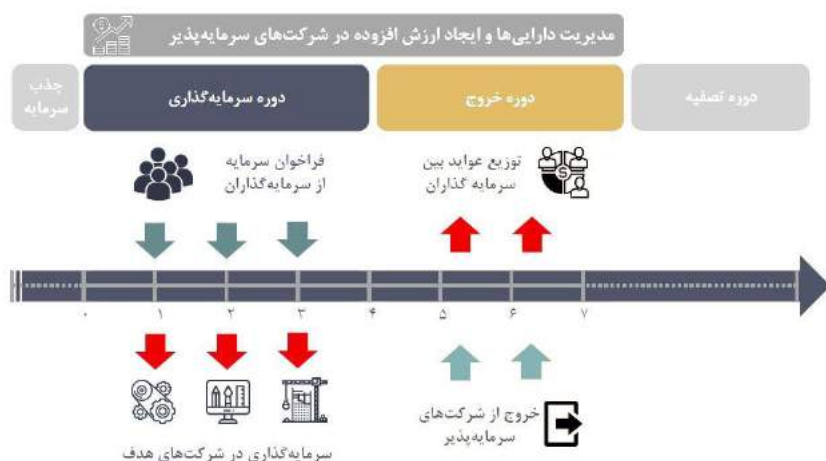 مدیریت دارایی‌ها و ایجاد ارزش افزوده در شرکت‌های سرمایه‌پذیر
جذب
سرمایه
دوره سرمایه‌گذاری
دوره خروج
دوره تصفیه
فراخوان سرمایه
از سرمایه‌گذاران
توزیع عواید بین
سرمایه گذاران
۰ ۱ ۲ ۳ ۴ ۵ ۶ ۷
سرمایه‌گذاری در شرکت‌های هدف
خروج از شرکت‌های
سرمایه‌پذیر